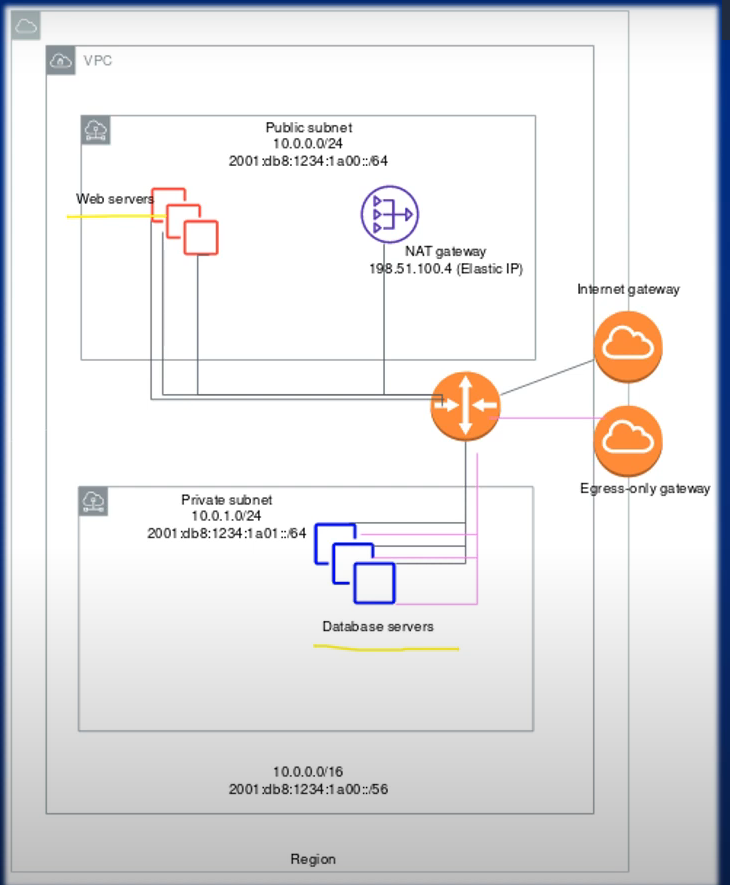 VPC
Public subnet
10.0.0.0/24
2001:db8:1234:1a00::/64
Web servers
NAT gateway
198.51.100.4 (Elastic IP)
Internet gateway
Egress-only gateway
Private subnet
10.0.1.0/24
2001:db8:1234:1a01::/64
Database servers
10.0.0.0/16
2001:db8:1234:1a00::/56
Region